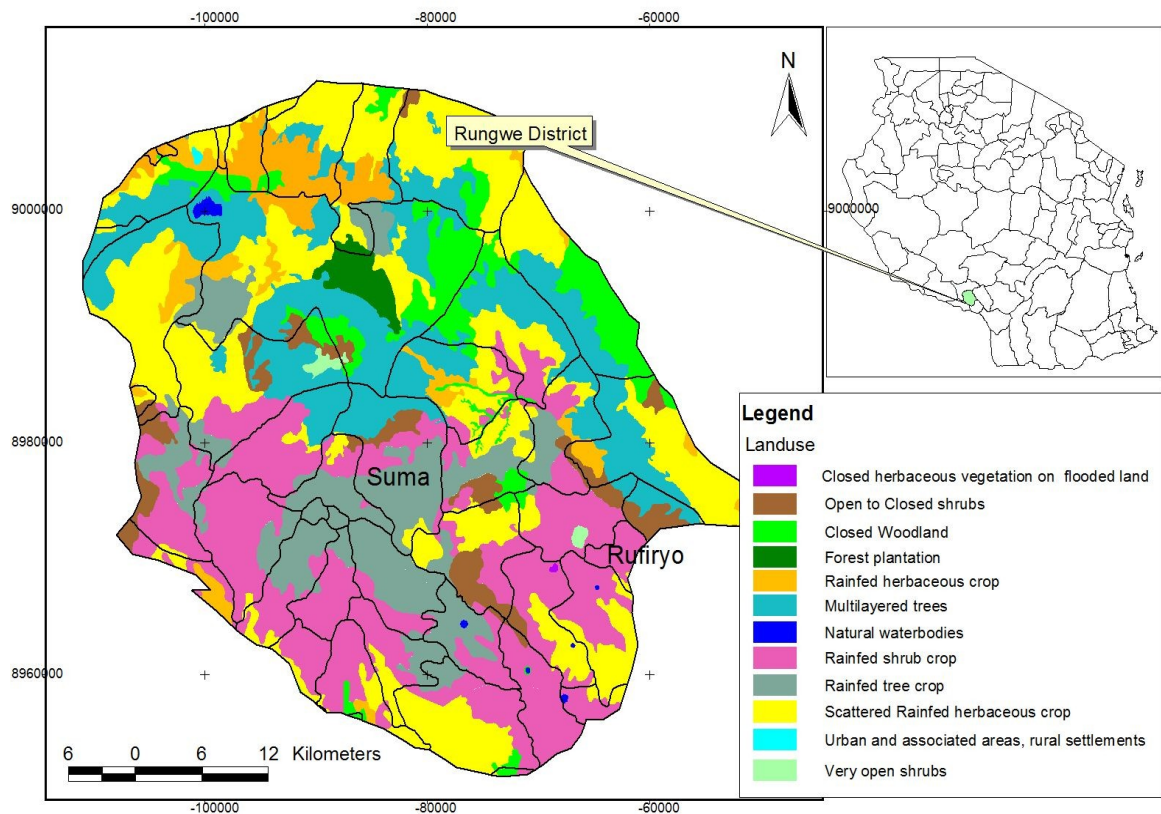 -100000
-80000
-60000
N
Rungwe District
9000000
9000000
8980000
Suma
Rufiryo
8960000
6 0 6 12 Kilometers
-100000
-80000
-60000
Legend
Landuse
Closed herbaceous vegetation on flooded land
Open to Closed shrubs
Closed Woodland
Forest plantation
Rainfed herbaceous crop
Multilayered trees
Natural waterbodies
Rainfed shrub crop
Rainfed tree crop
Scattered Rainfed herbaceous crop
Urban and associated areas, rural settlements
Very open shrubs